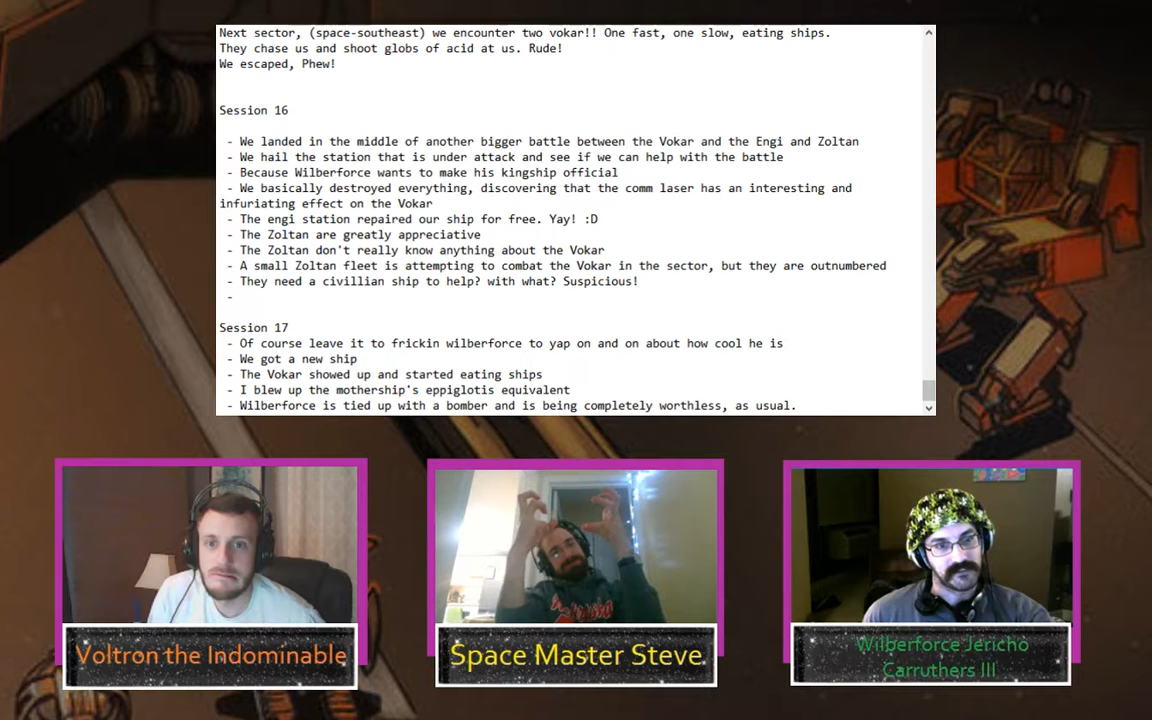 Next sector, (space-southeast) we encounter two vokar!! One fast, one slow, eating ships.
They chase us and shoot globs of acid at us. Rude!
We escaped, Phew!
Session 16
- We landed in the middle of another bigger battle between the Vokar and the Engi and Zoltan
- We hail the station that is under attack and see if we can help with the battle
- Because Wilberforce wants to make his kingship official
- We basically destroyed everything, discovering that the comm laser has an interesting and
infuriating effect on the Vokar
- The engi station repaired our ship for free. Yay! :D
- The Zoltan are greatly appreciative
- The Zoltan don't really know anything about the Vokar
- A small Zoltan fleet is attempting to combat the Vokar in the sector, but they are outnumbered
- They need a civillian ship to help? with what? Suspicious!
-
Session 17
- Of course leave it to frickin wilberforce to yap on and on about how cool he is
- We got a new ship
- The Vokar showed up and started eating ships
- I blew up the mothership's eppiglotis equivalent
- Wilberforce is tied up with a bomber and is being completely worthless, as usual.
Voltron the Indominable
Space Master Steve
Wilberforce Jericho
Carruthers III